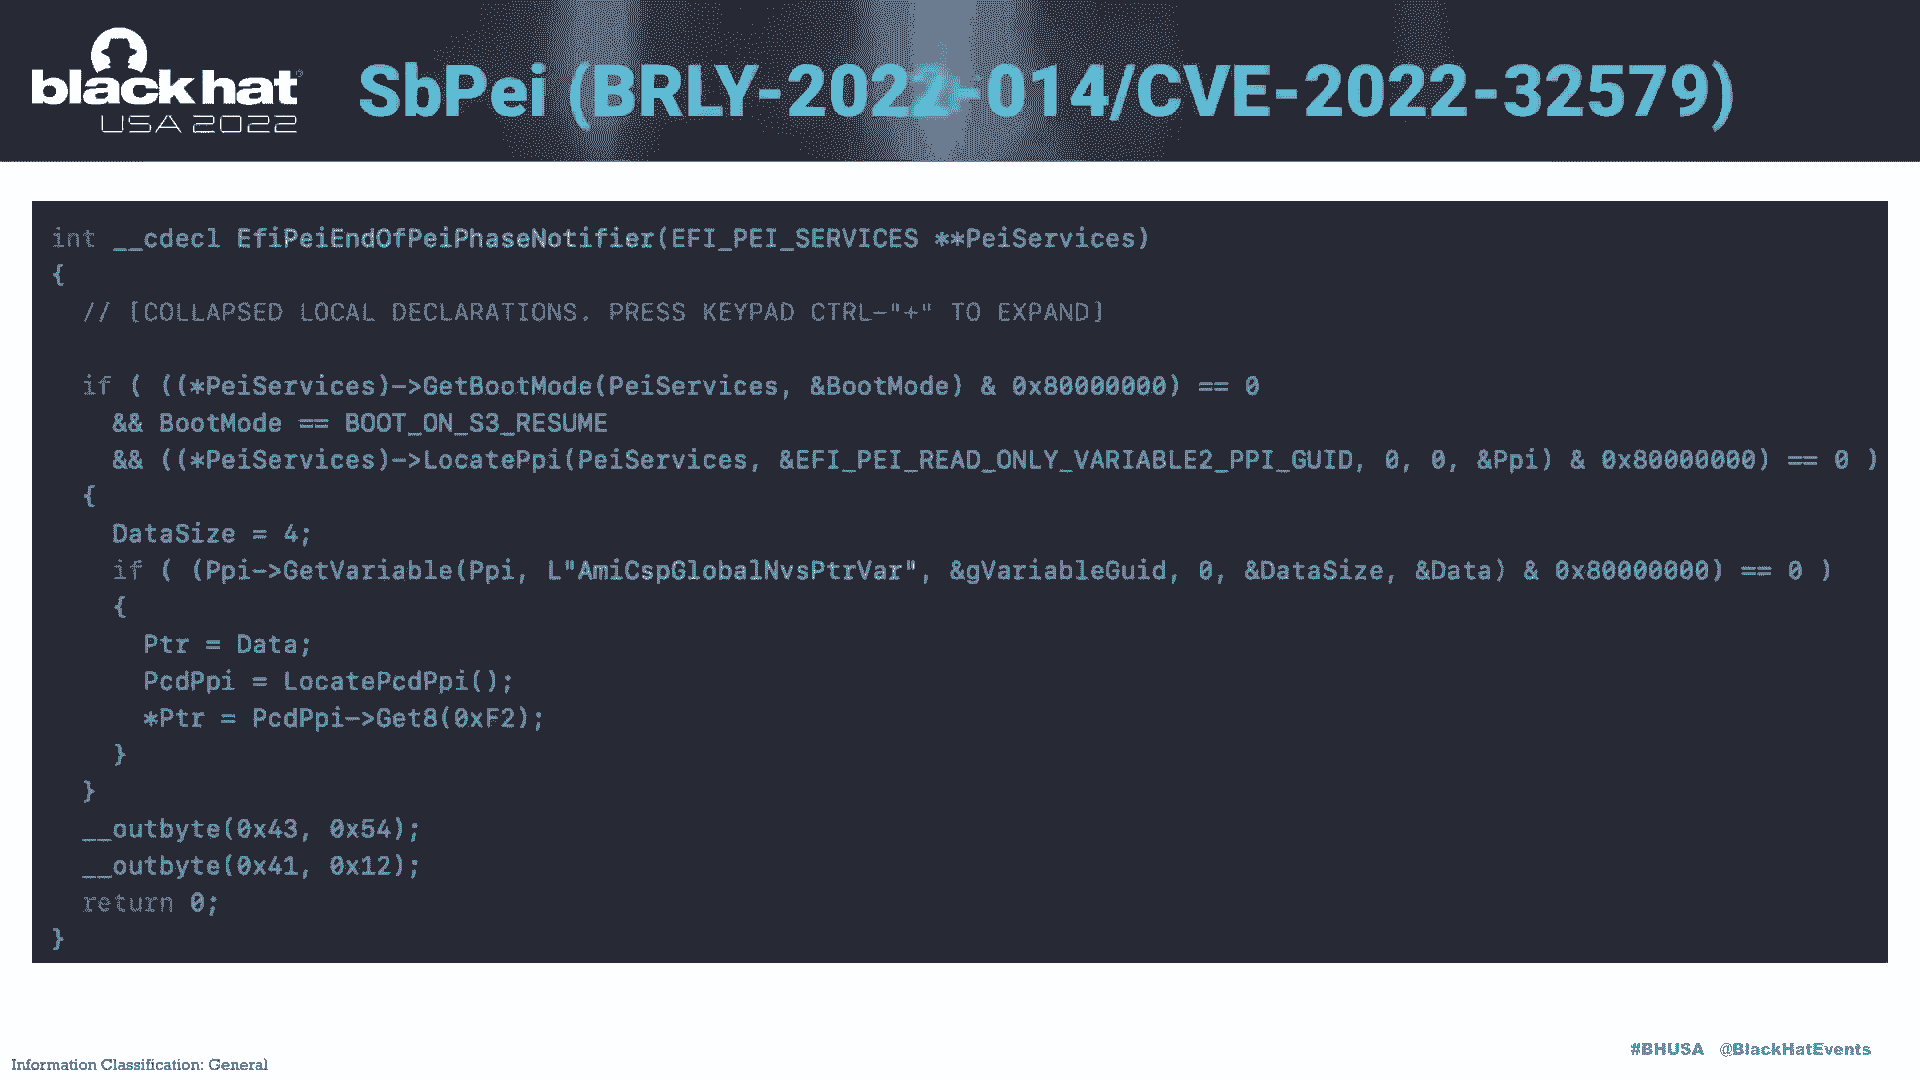 black hat
USA 2022
SbPei (BRLY-2022-014/CVE-2022-32579)
int __cdecl EfiPeiEndOfPeiPhaseNotifier(EFI_PEI_SERVICES **PeiServices)
{
// [COLLAPSED LOCAL DECLARATIONS. PRESS KEYPAD CTRL-"+" TO EXPAND]
if ( ((*PeiServices)->GetBootMode(PeiServices, &BootMode) & 0x80000000) == 0
&& BootMode == BOOT_ON_S3_RESUME
&& ((*PeiServices)->LocatePpi(PeiServices, &EFI_PEI_READ_ONLY_VARIABLE2_PPI_GUID, 0, 0, &Ppi) & 0x80000000) == 0 )
{
DataSize = 4;
if ( (Ppi->GetVariable(Ppi, L"AmiCspGlobalNvsPtrVar", &gVariableGuid, 0, &DataSize, &Data) & 0x80000000) == 0 )
{
Ptr = Data;
PcdPpi = LocatePcdPpi();
*Ptr = PcdPpi->Get8(0xF2);
}
}
__outbyte(0x43, 0x54);
__outbyte(0x41, 0x12);
return 0;
}
#BHUSA @BlackHatEvents
Information Classification: General